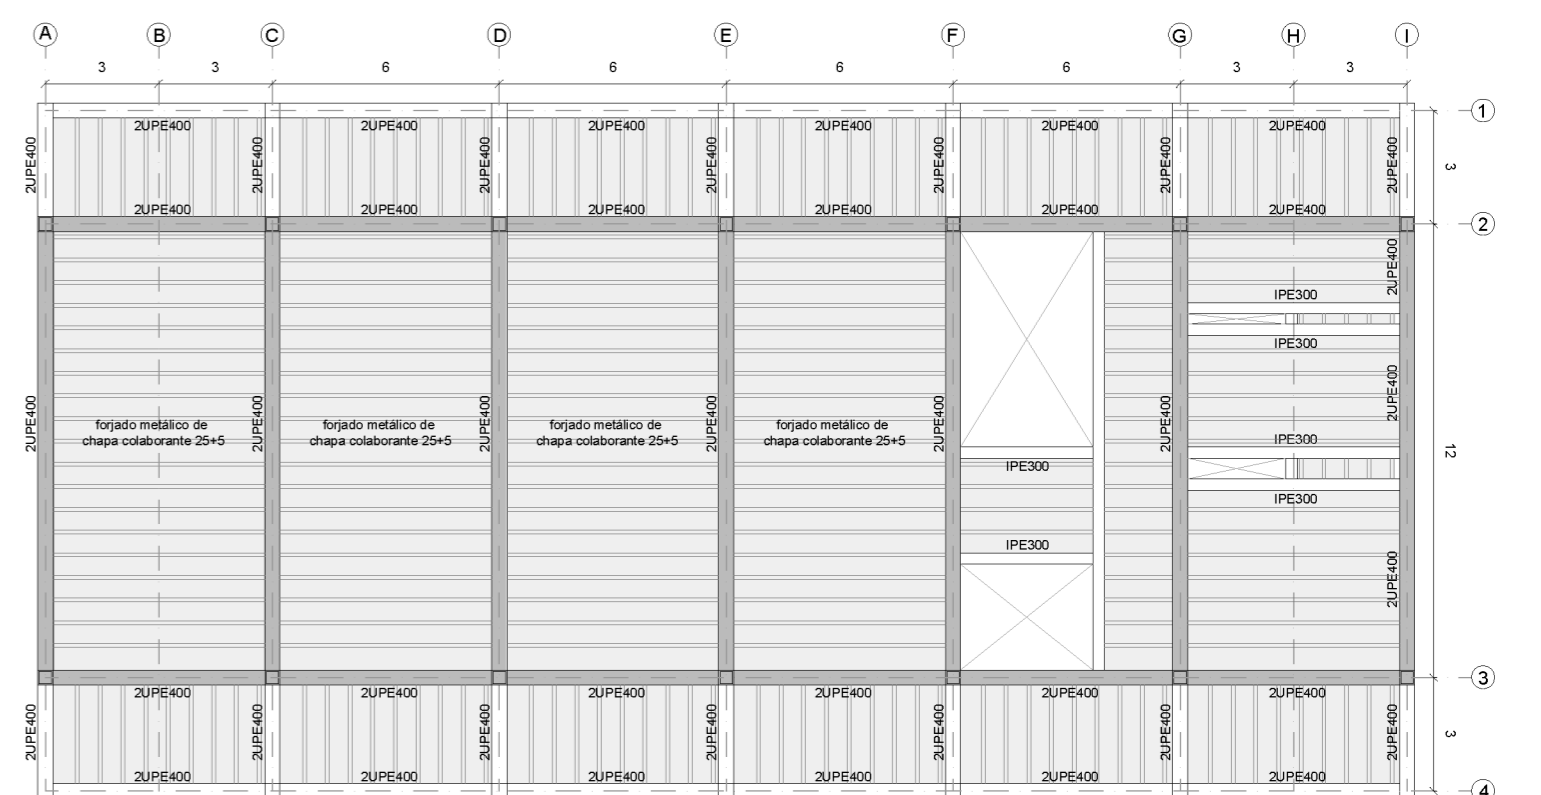 A B C D E F G H I
3 3 6 6 6 6 3 3
1
2UPE400 2UPE400 2UPE400 2UPE400 2UPE400 2UPE400
2UPE400 2UPE400 2UPE400 2UPE400 2UPE400 2UPE400 2UPE400
3
2UPE400 2UPE400 2UPE400 2UPE400 2UPE400 2UPE400
2
2UPE400
IPE300
IPE300
2UPE400
2UPE400 2UPE400 2UPE400 2UPE400 2UPE400 2UPE400
forjado metálico de
chapa colaborante 25+5
forjado metálico de
chapa colaborante 25+5
forjado metálico de
chapa colaborante 25+5
forjado metálico de
chapa colaborante 25+5
IPE300
12
IPE300
IPE300
IPE300
2UPE400
3
2UPE400 2UPE400 2UPE400 2UPE400 2UPE400 2UPE400
2UPE400 2UPE400 2UPE400 2UPE400 2UPE400 2UPE400 2UPE400
3
2UPE400 2UPE400 2UPE400 2UPE400 2UPE400 2UPE400
4